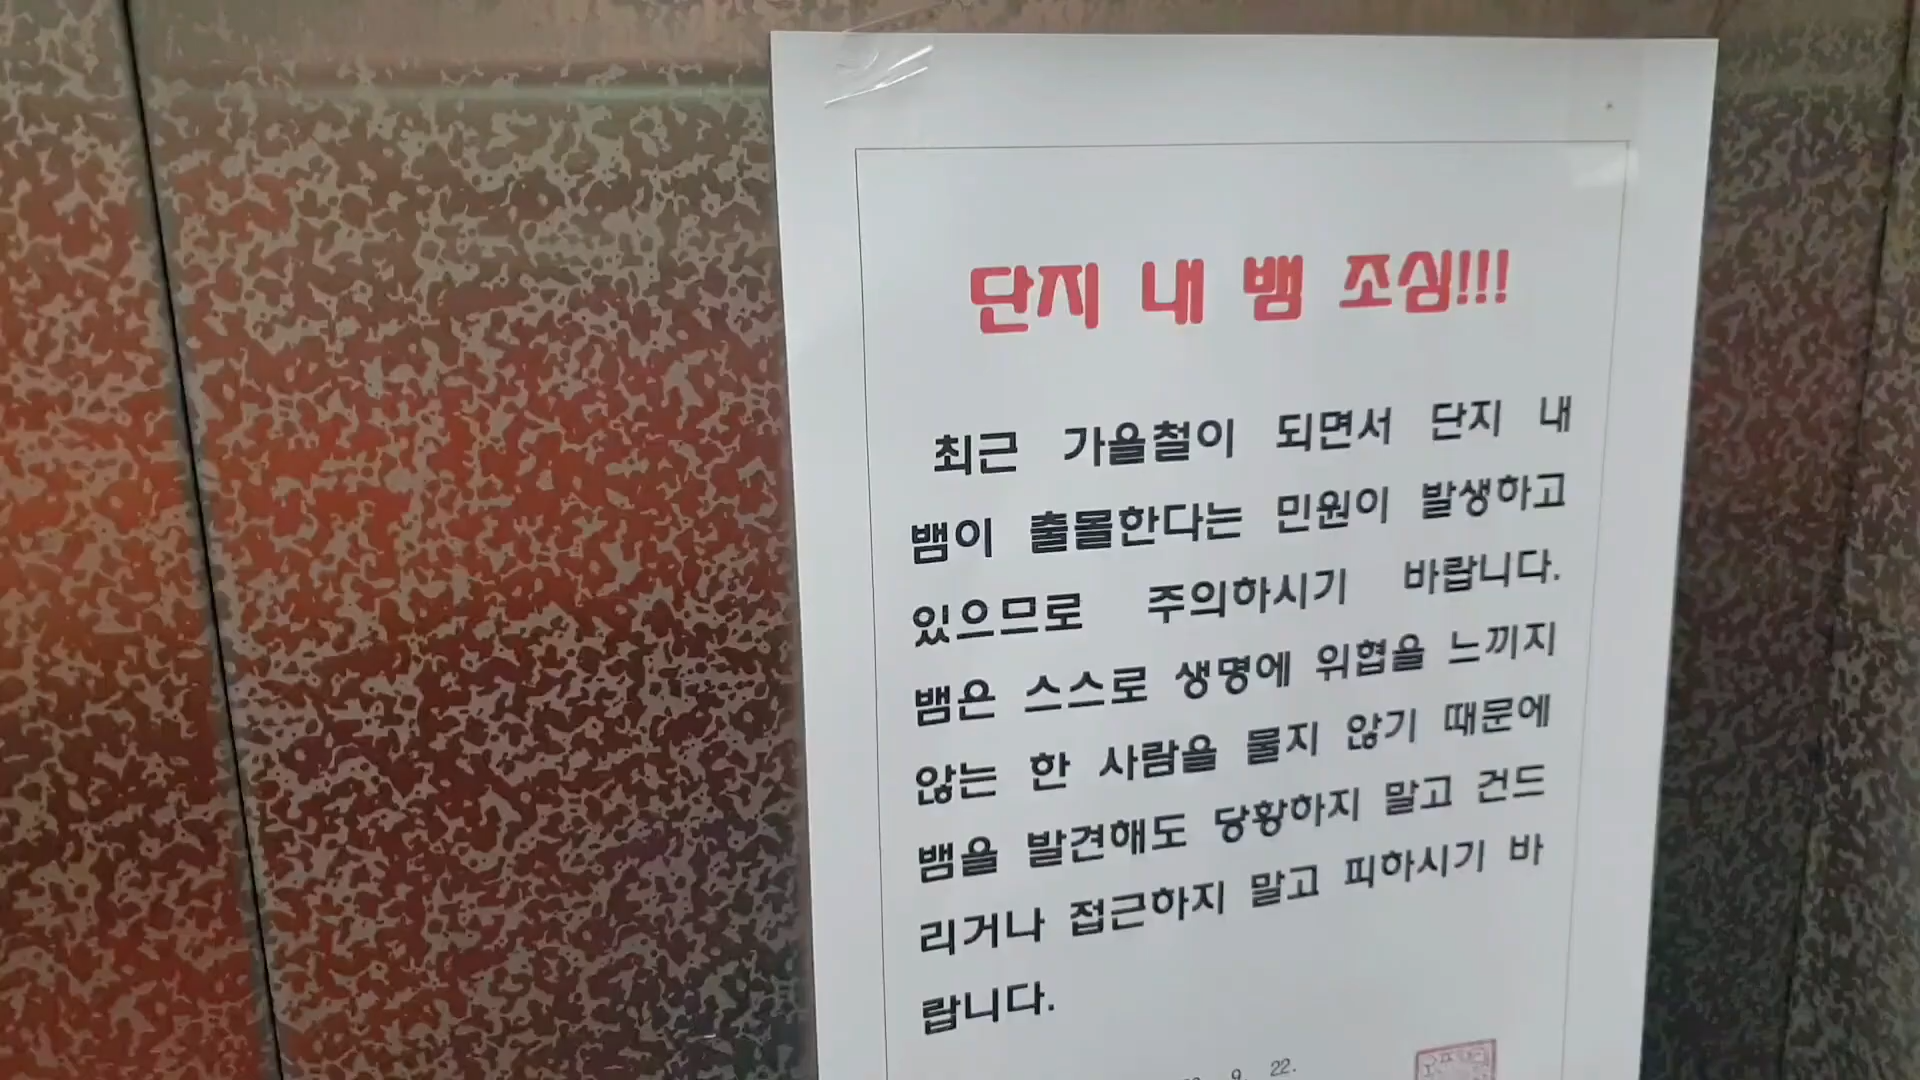 단지 내 뱀 조심!!!
최근 가을철이 되면서 단지 내
뱀이 출몰한다는 민원이 발생하고
있으므로 주의하시기 바랍니다.
뱀은 스스로 생명에 위협을 느끼지
않는 한 사람을 물지 않기 때문에
뱀을 발견해도 당황하지 말고 건드
리거나 접근하지 말고 피하시기 바
랍니다.
9. 22.